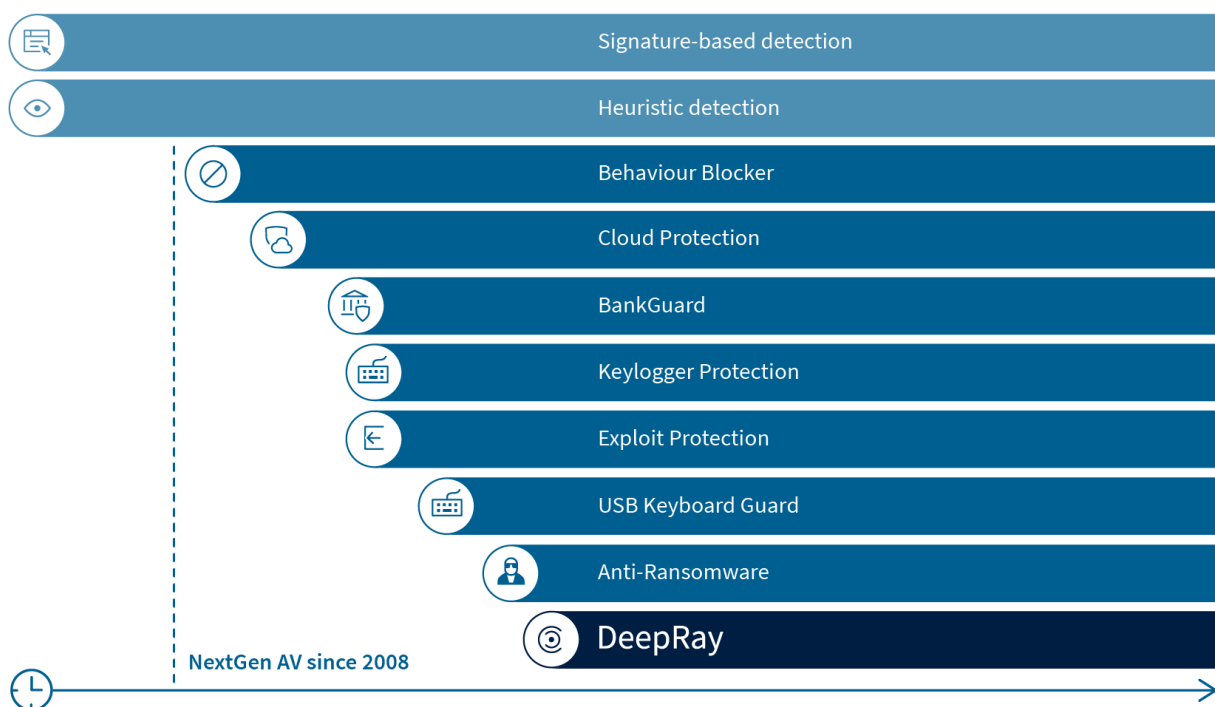 Signature-based detection
Heuristic detection
Behaviour Blocker
Cloud Protection
BankGuard
Keylogger Protection
Exploit Protection
USB Keyboard Guard
Anti-Ransomware
DeepRay
NextGen AV since 2008